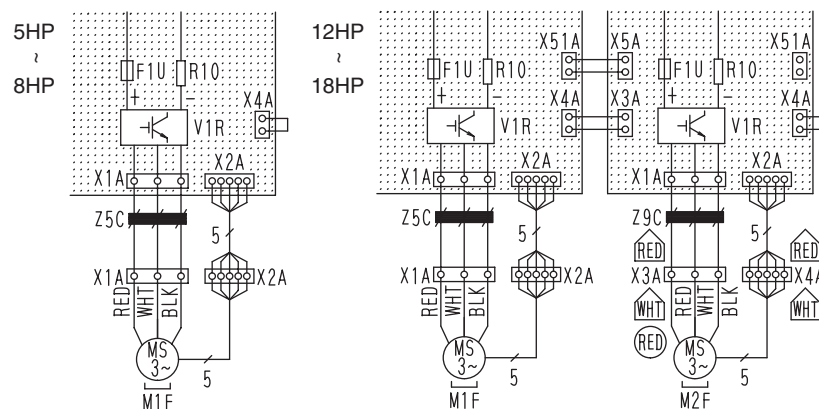 5HP
~
8HP
F1U
R10
+
-
X4A
V1R
X1A
X2A
Z5C
5
X1A
X2A
RED
WHT
BLK
MS
3~
5
M1F
12HP
~
18HP
F1U
R10
+
-
X51A
X5A
X4A
X3A
V1R
X1A
X2A
Z5C
5
X1A
X2A
RED
WHT
BLK
MS
3~
5
M1F
F1U
R10
+
-
X51A
X4A
V1R
X1A
X2A
Z9C
5
RED
RED
X3A
X4A
WHT
RED
WHT
BLK
WHT
RED
MS
3~
5
M2F